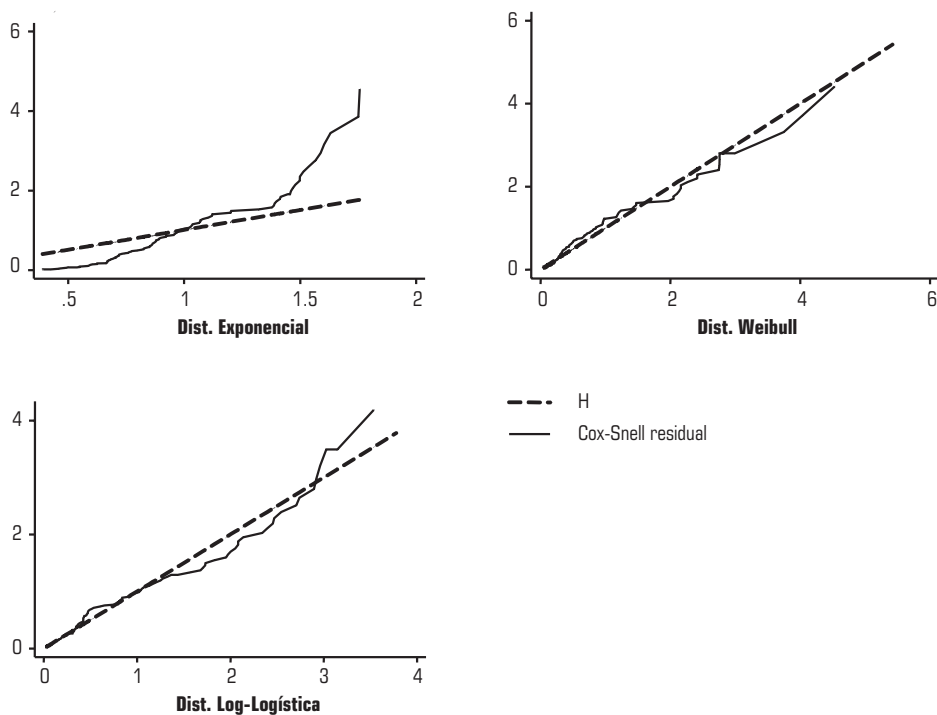 6
4
2
0
.5 1 1.5 2
Dist. Exponencial
6
4
2
0
0 2 4 6
Dist. Weibull
4
2
0
0 1 2 3 4
Dist. Log-Logística
H
Cox-Snell residual